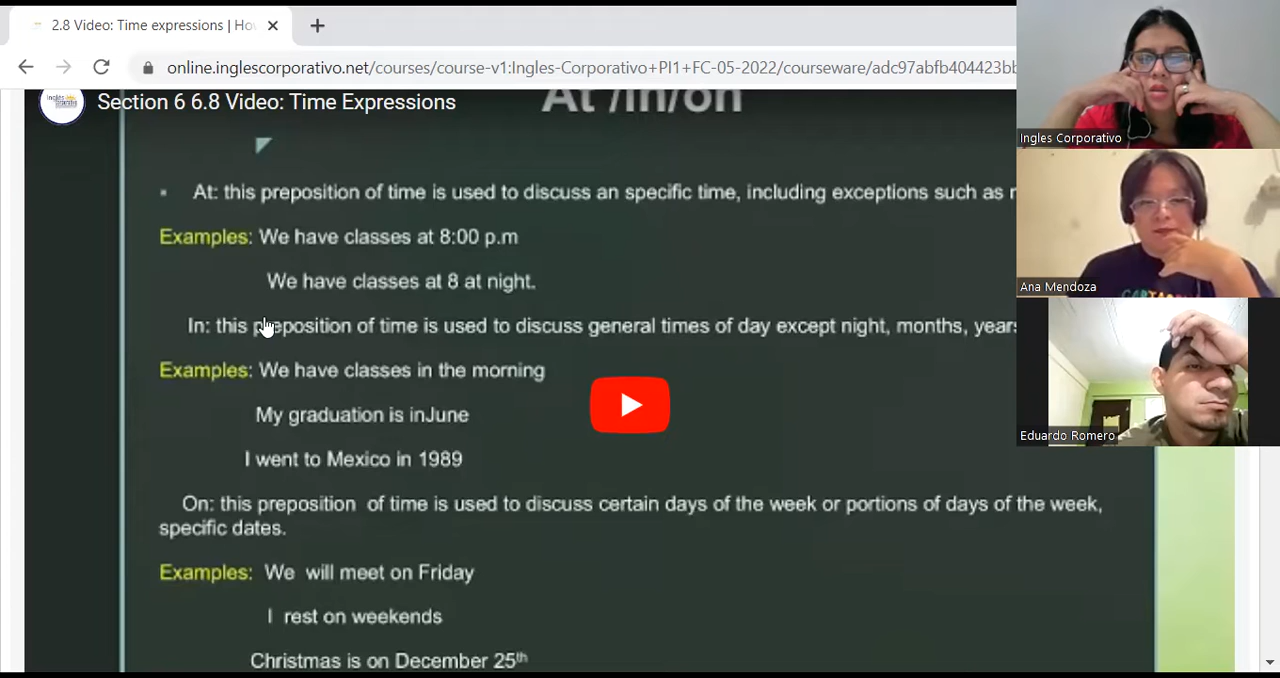 2.8 Video: Time expressions | Ho
online.inglescorporativo.net/courses/course-v1:Ingles-Corporativo+PI1+FC-05-2022/courseware/adc97abfb404423bb
Section 6 6.8 Video: Time Expressions
At /in/on
At: this preposition of time is used to discuss an specific time, including exceptions such as
Examples: We have classes at 8:00 p.m
We have classes at 8 at night.
In: this preposition of time is used to discuss general times of day except night, months, years
Examples: We have classes in the morning
My graduation is inJune
I went to Mexico in 1989
On: this preposition of time is used to discuss certain days of the week or portions of days of the week,
specific dates.
Examples: We will meet on Friday
I rest on weekends
Christmas is on December 25th
Ingles Corporativo
Ana Mendoza
Eduardo Romero